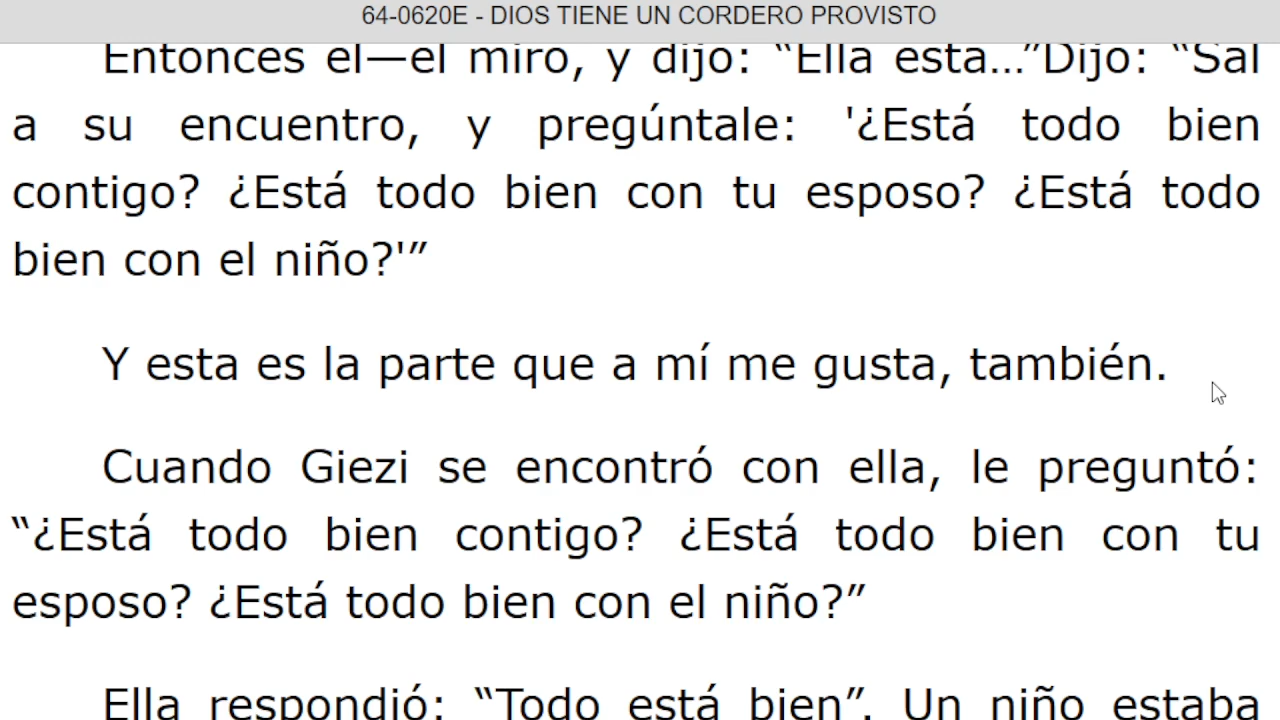 64-0620E - DIOS TIENE UN CORDERO PROVISTO
Entonces él—él miró, y dijo: “Ella está...”Dijo: “Sal
a su encuentro, y pregúntale: '¿Está todo bien
contigo? ¿Está todo bien con tu esposo? ¿Está todo
bien con el niño?'”
Y esta es la parte que a mí me gusta, también.
Cuando Giezi se encontró con ella, le preguntó:
“¿Está todo bien contigo? ¿Está todo bien con tu
esposo? ¿Está todo bien con el niño?”
Ella respondió: “Todo está bien”. Un niño estaba